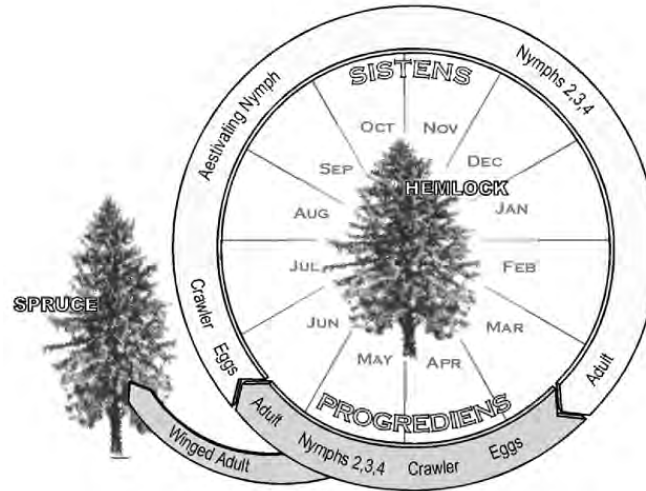 SISTENS
Nymphs 2,3,4
Aestivating Nymph
OCT
NOV
SEP
DEC
HEMLOCK
AUG
JAN
SPRUCE
JUL
FEB
Crawler
Eggs
JUN
MAR
MAY
APR
Adult
PROGREDIENS
Adult
Nymphs 2,3,4
Crawler
Eggs
Winged Adult